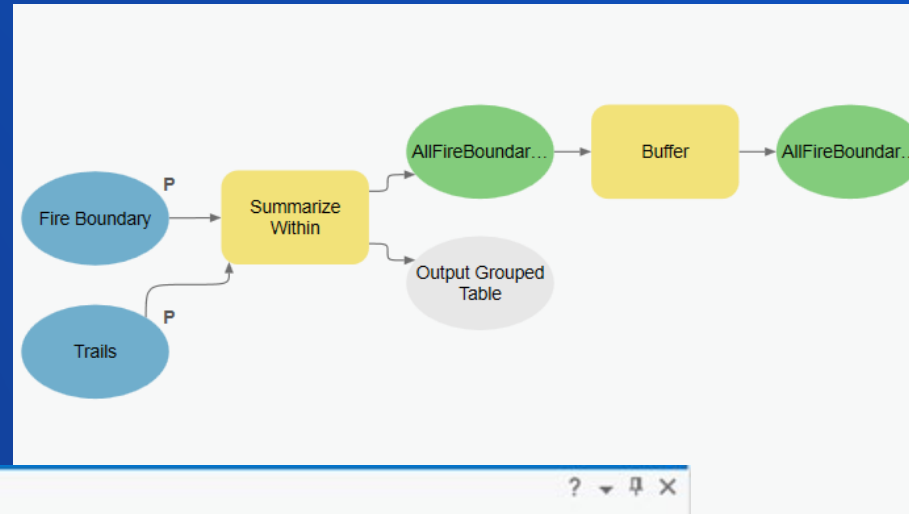 AllFireBoundar...
Buffer
AllFireBoundar..
P
Fire Boundary
Summarize
Within
Output Grouped
Table
P
Trails
?